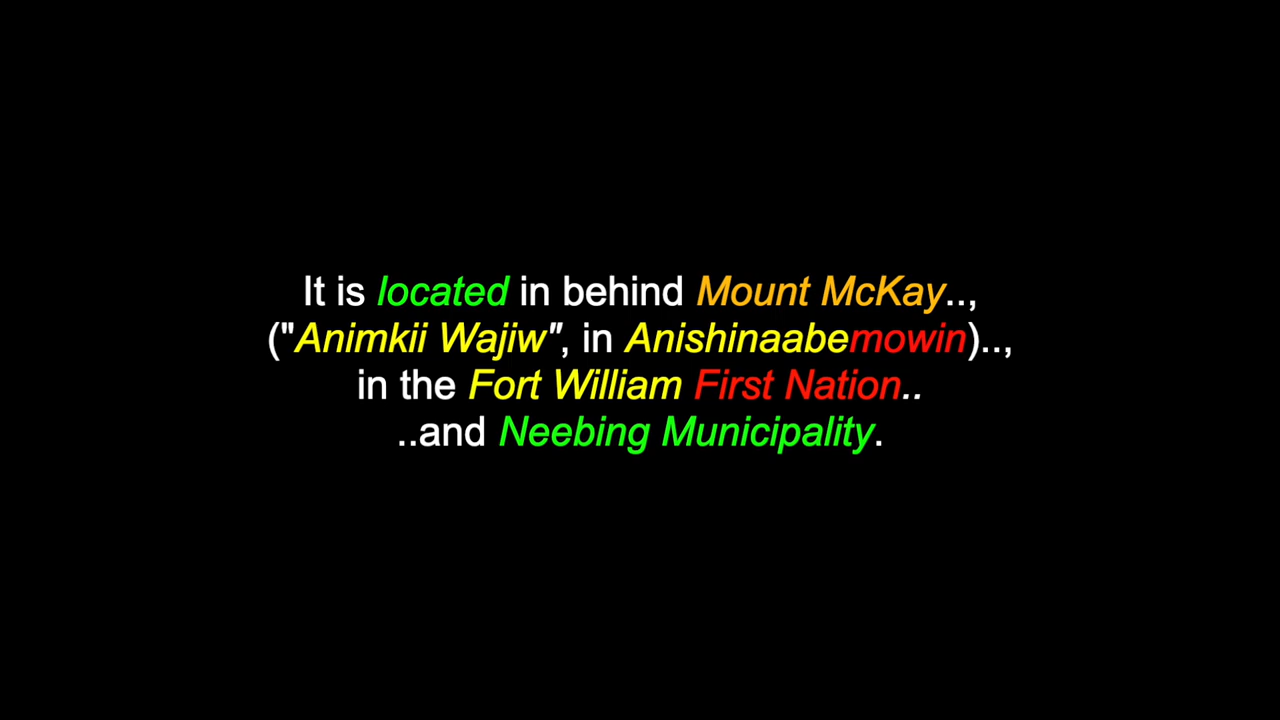 It is located in behind Mount McKay..,
("Animkii Wajiw", in Anishinaabemowin)..,
in the Fort William First Nation..
..and Neebing Municipality.